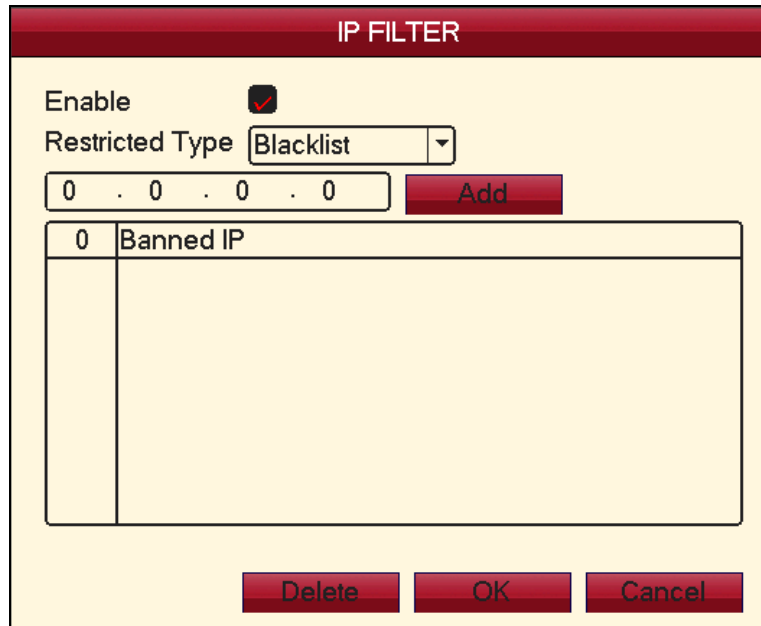 IP FILTER
Enable
Restricted Type Blacklist
0 . 0 . 0 . 0 Add
0 Banned IP
Delete OK Cancel